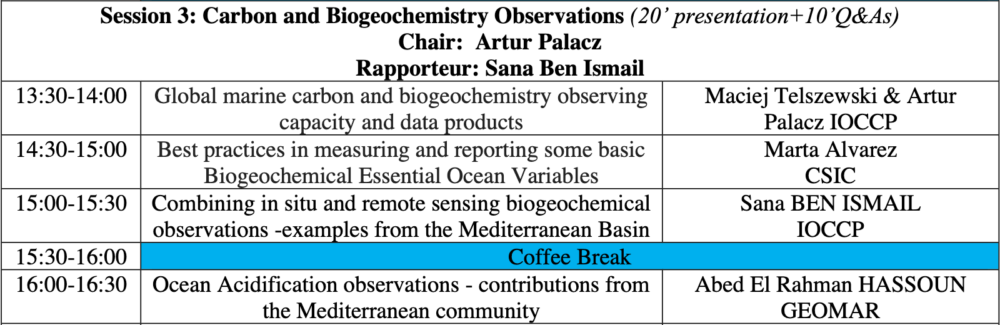 Session 3: Carbon and Biogeochemistry Observations (20’ presentation+10’Q&As)
Chair:  Artur Palacz
Rapporteur: Sana Ben Ismail
13:30-14:00
Global marine carbon and biogeochemistry observing
capacity and data products
Maciej Telszewski & Artur
Palacz IOCCP
14:30-15:00
Best practices in measuring and reporting some basic
Biogeochemical Essential Ocean Variables
Marta Alvarez
CSIC
15:00-15:30
Combining in situ and remote sensing biogeochemical
observations -examples from the Mediterranean Basin
Sana BEN ISMAIL
IOCCP
15:30-16:00
Coffee Break
16:00-16:30
Ocean Acidification observations - contributions from
the Mediterranean community
Abed El Rahman HASSOUN
GEOMAR